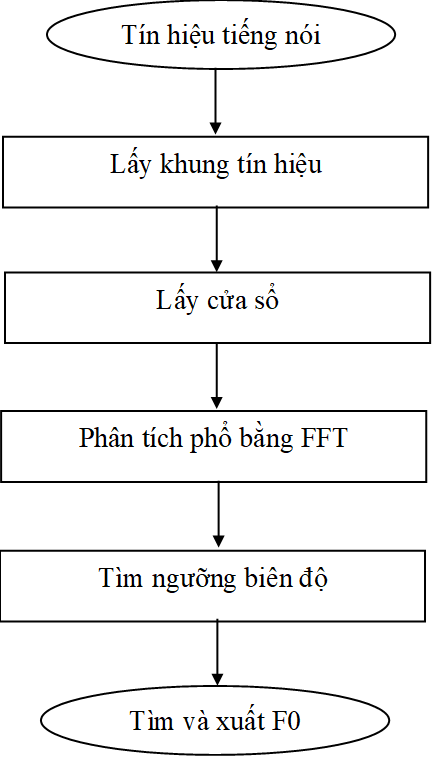 Tín hiệu tiếng nói
Lấy khung tín hiệu
Lấy cửa sổ
Phân tích phổ bằng FFT
Tìm ngưỡng biên độ
Tìm và xuất F0